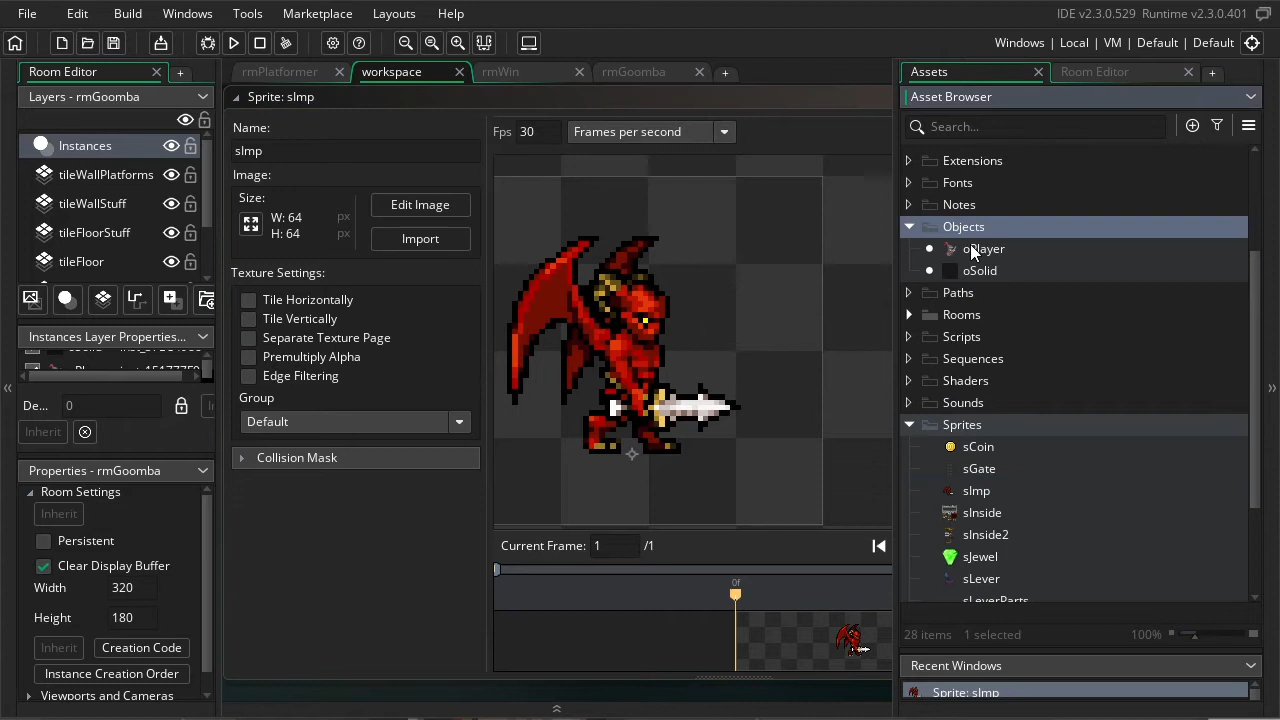 File Edit Build Windows Tools Marketplace Layouts Help IDE v2.3.0.529 Runtime v2.3.0.401
Windows | Local | VM | Default | Default
Room Editor
rmPlatformer workspace rmWin rmGoomba
Assets Room Editor
Layers - rmGoomba
Instances
tileWallPlatforms
tileWallStuff
tileFloorStuff
tileFloor
Instances Layer Properties...
De... 0
Inherit
Properties - rmGoomba
Room Settings
Inherit
Persistent
Clear Display Buffer
Width 320
Height 180
Inherit Creation Code
Instance Creation Order
Viewports and Cameras
Sprite: sImp
Name:
sImp
Image:
Size:
W: 64 px
H: 64 px
Edit Image
Import
Texture Settings:
Tile Horizontally
Tile Vertically
Separate Texture Page
Premultiply Alpha
Edge Filtering
Group
Default
Collision Mask
Fps 30 Frames per second
Current Frame: 1 /1
0f
Asset Browser
Search...
Extensions
Fonts
Notes
Objects
oPlayer
oSolid
Paths
Rooms
Scripts
Sequences
Shaders
Sounds
Sprites
sCoin
sGate
sImp
sInside
sInside2
sJewel
sLever
sLeverParts
28 items 1 selected 100%
Recent Windows
Sprite: sImp